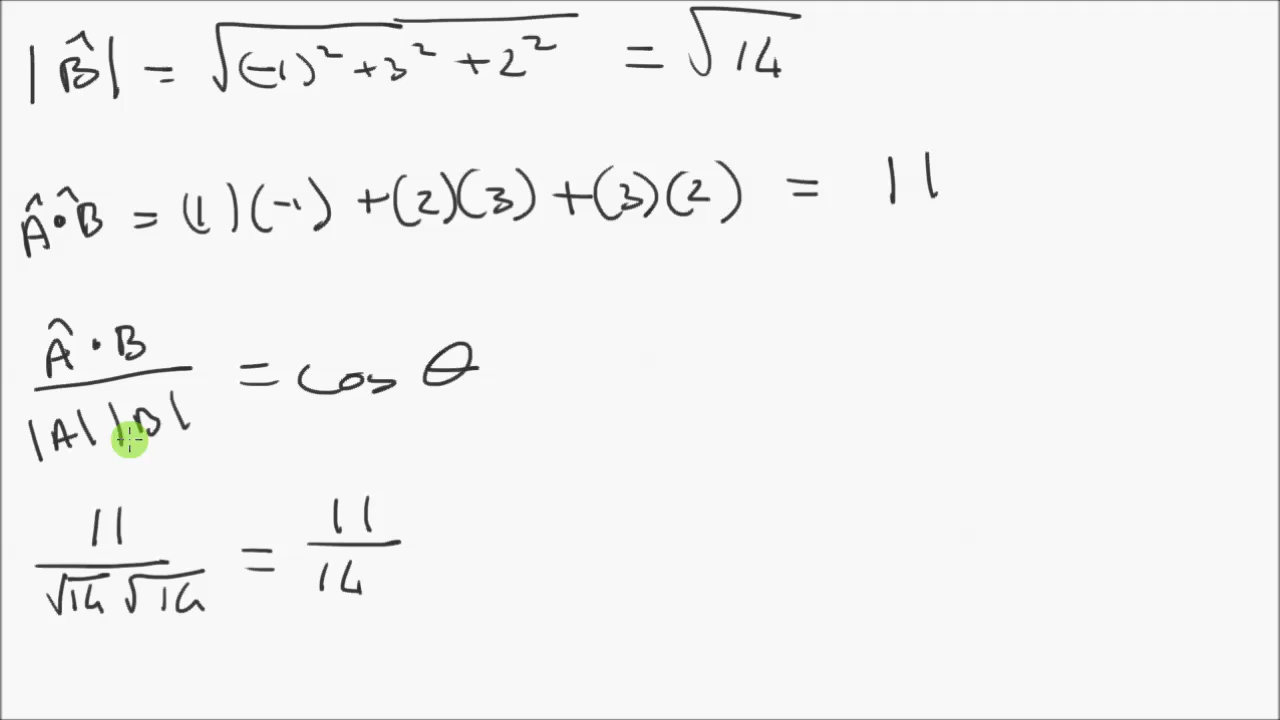 |B̂| = √((-1)² + 3² + 2²) = √14
Â•B̂ = (1)(-1) + (2)(3) + (3)(2) = 11
Â•B / |A||B| = cos θ
11 / √14 √14 = 11 / 14